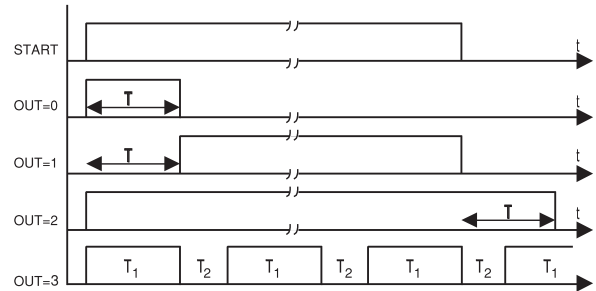 START t
OUT=0 T t
OUT=1 T t
OUT=2 T t
OUT=3 T₁ T₂ T₁ T₂ T₁ T₂ T₁